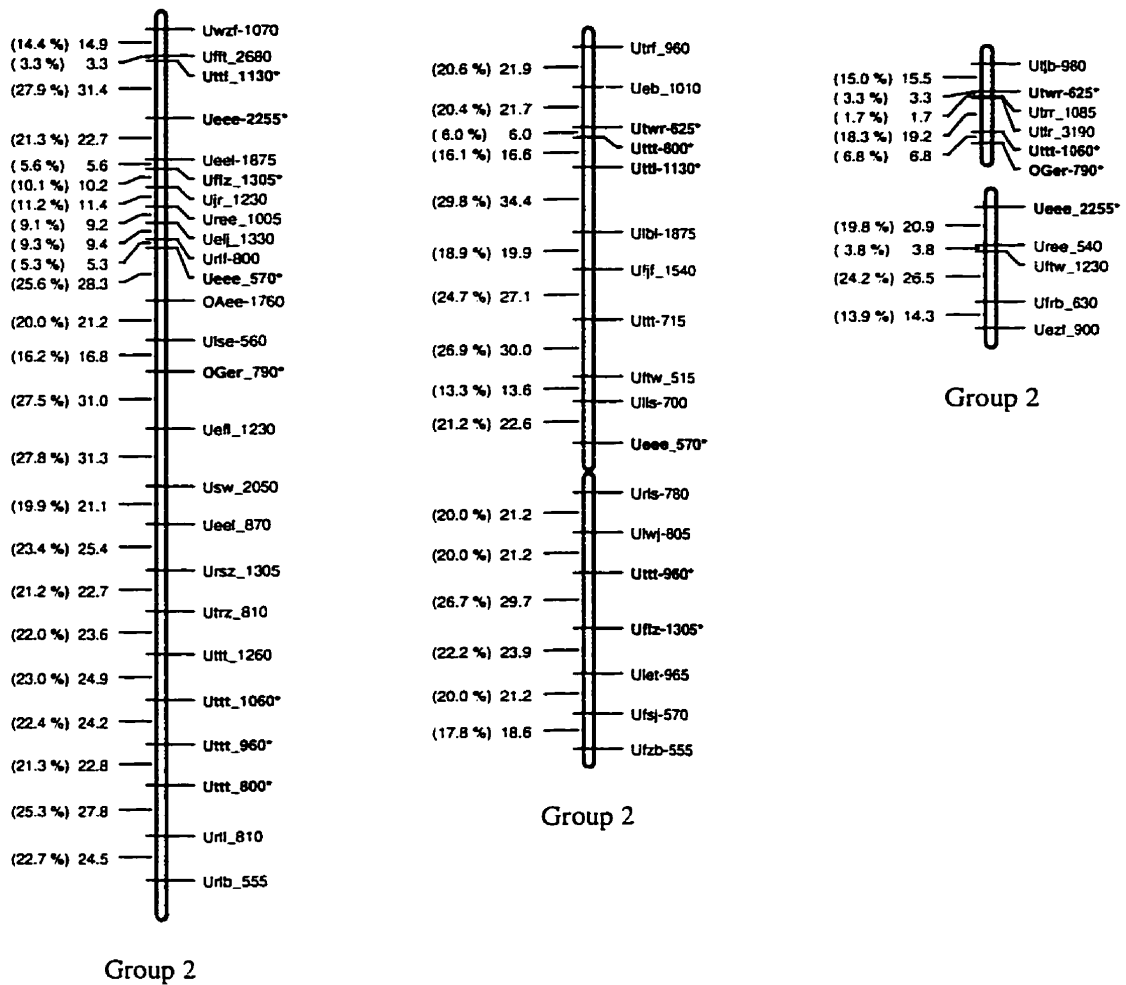 Uwzf-1070
(14.4 %) 14.9
Ufft_2680
(3.3 %) 3.3
Uttf_1130*
(27.9 %) 31.4
Ueee-2255*
(21.3 %) 22.7
Ueel-1875
(5.6 %) 5.6
Uflz_1305*
(10.1 %) 10.2
Ujr_1230
(11.2 %) 11.4
Uree_1005
(9.1 %) 9.2
Uelj_1330
(9.3 %) 9.4
Urlf-800
(5.3 %) 5.3
Ueee_570*
(25.6 %) 28.3
OAee-1760
(20.0 %) 21.2
Ulse-560
(16.2 %) 16.8
OGer_790*
(27.5 %) 31.0
Uefl_1230
(27.8 %) 31.3
Usw_2050
(19.9 %) 21.1
Ueel_870
(23.4 %) 25.4
Ursz_1305
(21.2 %) 22.7
Utrz_810
(22.0 %) 23.6
Uttt_1260
(23.0 %) 24.9
Uttt_1060*
(22.4 %) 24.2
Uttt_960*
(21.3 %) 22.8
Uttt_800*
(25.3 %) 27.8
Urll_810
(22.7 %) 24.5
Urlb_555
Group 2
Utrf_960
(20.6 %) 21.9
Ueb_1010
(20.4 %) 21.7
Utwr-625*
(6.0 %) 6.0
Uttt-800*
(16.1 %) 16.6
Uttl-1130*
(29.8 %) 34.4
Ulbl-1875
(18.9 %) 19.9
Ufjf_1540
(24.7 %) 27.1
Uttt-715
(26.9 %) 30.0
Uftw_515
(13.3 %) 13.6
Ulls-700
(21.2 %) 22.6
Ueee_570*
Urls-780
(20.0 %) 21.2
Ulwj-805
(20.0 %) 21.2
Uttt-960*
(26.7 %) 29.7
Uflz-1305*
(22.2 %) 23.9
Ulet-965
(20.0 %) 21.2
Ufsj-570
(17.8 %) 18.6
Ufzb-555
Group 2
Utjb-980
(15.0 %) 15.5
Utwr-625*
(3.3 %) 3.3
Utrr_1085
(1.7 %) 1.7
Utlr_3190
(18.3 %) 19.2
Uttt-1060*
(6.8 %) 6.8
OGer-790*
Ueee_2255*
(19.8 %) 20.9
Uree_540
(3.8 %) 3.8
Uftw_1230
(24.2 %) 26.5
Ufrb_630
(13.9 %) 14.3
Uezf_900
Group 2